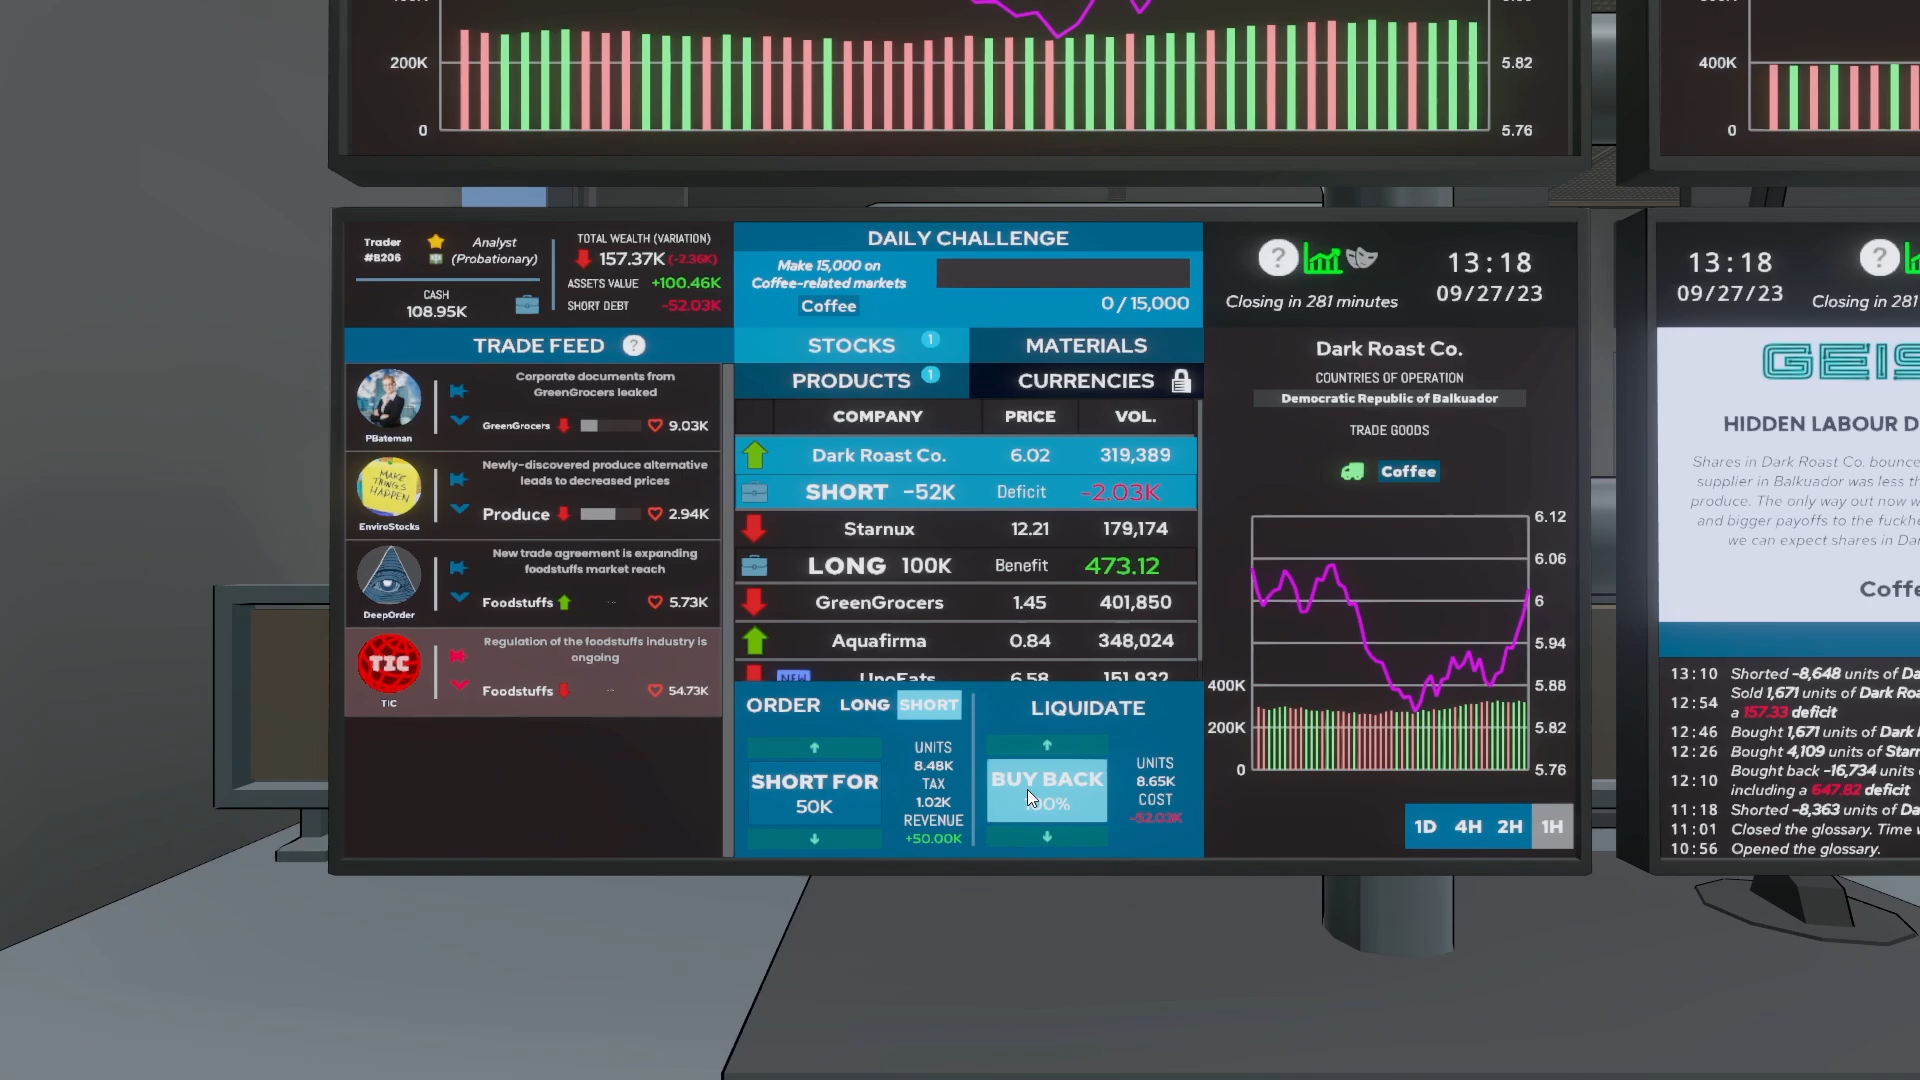 200K
0
5.82
5.76
400K
0
Trader
#B206
Analyst
(Probationary)
CASH
108.95K
TOTAL WEALTH (VARIATION)
157.37K (-2.36K)
ASSETS VALUE +100.46K
SHORT DEBT -52.03K
TRADE FEED ?
Corporate documents from
GreenGrocers leaked
GreenGrocers 9.03K
PBateman
MAKE
THINGS
HAPPEN
Newly-discovered produce alternative
leads to decreased prices
Produce 2.94K
EnviroStocks
New trade agreement is expanding
foodstuffs market reach
Foodstuffs -- 5.73K
DeepOrder
TIC
Regulation of the foodstuffs industry is
ongoing
Foodstuffs -- 54.73K
TIC
DAILY CHALLENGE
Make 15,000 on
Coffee-related markets
Coffee
0 / 15,000
STOCKS 1
MATERIALS
PRODUCTS 1
CURRENCIES
COMPANY PRICE VOL.
Dark Roast Co. 6.02 319,389
SHORT -52K Deficit -2.03K
Starnux 12.21 179,174
LONG 100K Benefit 473.12
GreenGrocers 1.45 401,850
Aquafirma 0.84 348,024
NEW UnoEats 6.58 151,932
ORDER LONG SHORT
SHORT FOR
50K
UNITS
8.48K
TAX
1.02K
REVENUE
+50.00K
LIQUIDATE
BUY BACK
UNITS
8.65K
COST
-52.03K
?
13:18
09/27/23
Closing in 281 minutes
Dark Roast Co.
COUNTRIES OF OPERATION
Democratic Republic of Balkuador
TRADE GOODS
Coffee
6.12
6.06
6
5.94
5.88
5.82
5.76
400K
200K
0
1D 4H 2H 1H
13:18
09/27/23
?
Closing in 281
GEIS
HIDDEN LABOUR D
Shares in Dark Roast Co. bounce
supplier in Balkuador was less th
produce. The only way out now w
and bigger payoffs to the fuckhe
we can expect shares in Dar
Coffe
13:10 Shorted -8,648 units of Da
12:54 Sold 1,671 units of Dark Roa
a 157.33 deficit
12:46 Bought 1,671 units of Dark
12:26 Bought 4,109 units of Starn
12:10 Bought back -16,734 units
including a 647.82 deficit
11:18 Shorted -8,363 units of Da
11:01 Closed the glossary. Time
10:56 Opened the glossary.